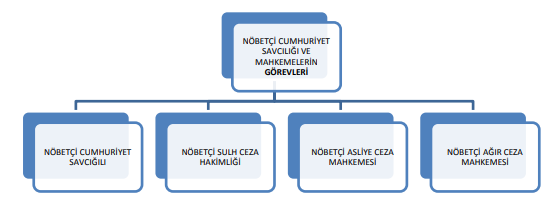 NÖBETÇİ CUMHURİYET
SAVCILIĞI VE
MAHKEMELERİN
GÖREVLERİ
NÖBETÇİ CUMHURİYET
SAVCIĞILI
NÖBETÇİ SULH CEZA
HAKİMLİĞİ
NÖBETÇİ ASLİYE CEZA
MAHKEMESİ
NÖBETÇİ AĞIR CEZA
MAHKEMESİ